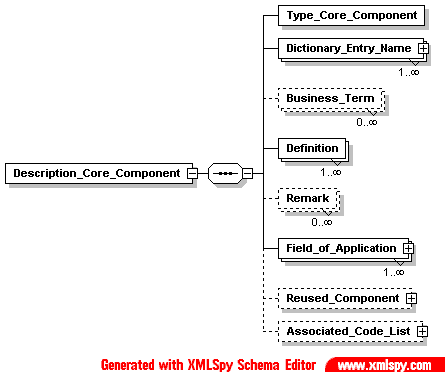 Type_Core_Component
Dictionary_Entry_Name
1..∞
Business_Term
0..∞
Definition
1..∞
Description_Core_Component
Remark
0..∞
Field_of_Application
1..∞
Reused_Component
Associated_Code_List
Generated with XMLSpy Schema Editor www.xmlspy.com